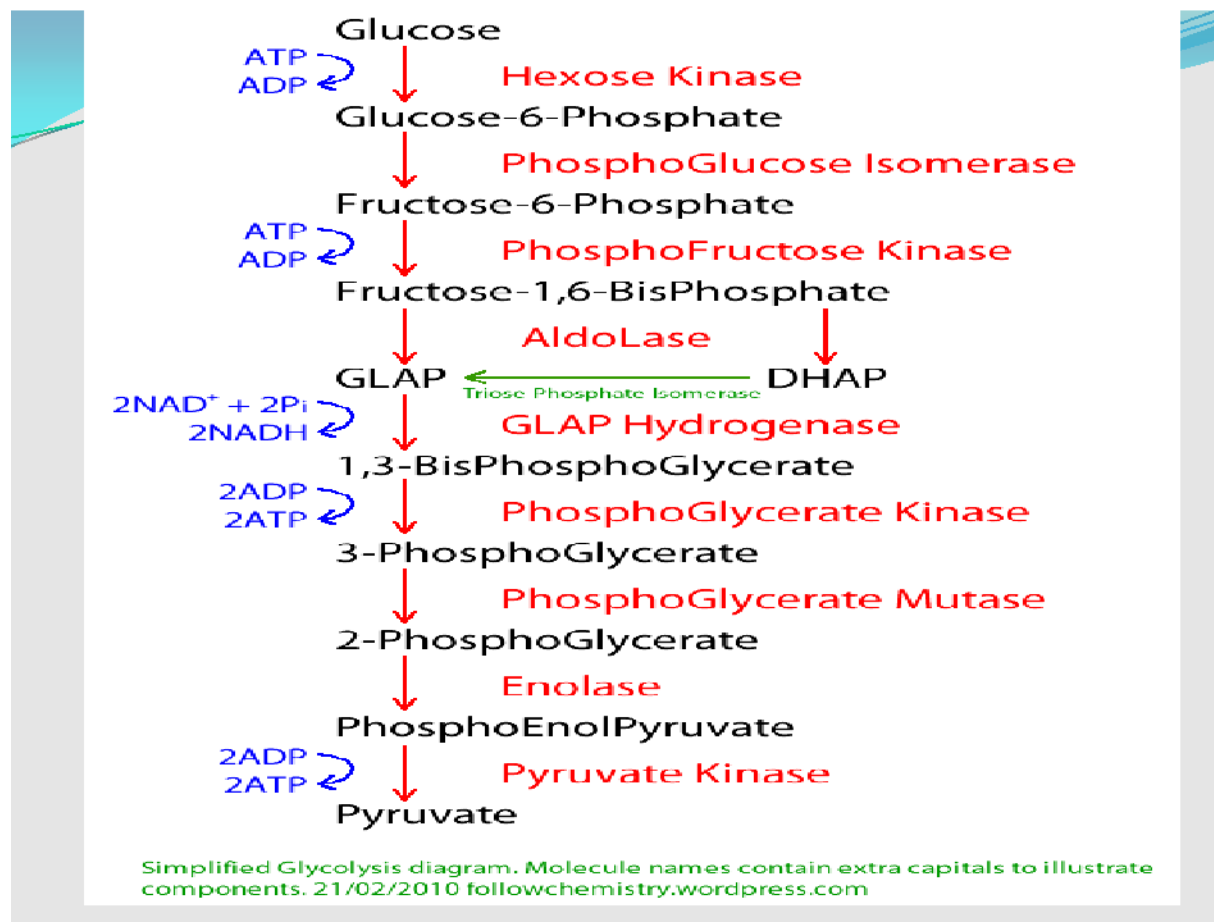 Glucose
ATP
ADP
Hexose Kinase
Glucose-6-Phosphate
PhosphoGlucose Isomerase
Fructose-6-Phosphate
ATP
ADP
PhosphoFructose Kinase
Fructose-1,6-BisPhosphate
AldoLase
GLAP
DHAP
Triose Phosphate Isomerase
2NAD⁺ + 2Pi
2NADH
GLAP Hydrogenase
1,3-BisPhosphoGlycerate
2ADP
2ATP
PhosphoGlycerate Kinase
3-PhosphoGlycerate
PhosphoGlycerate Mutase
2-PhosphoGlycerate
Enolase
PhosphoEnolPyruvate
2ADP
2ATP
Pyruvate Kinase
Pyruvate
Simplified Glycolysis diagram. Molecule names contain extra capitals to illustrate
components. 21/02/2010 followchemistry.wordpress.com